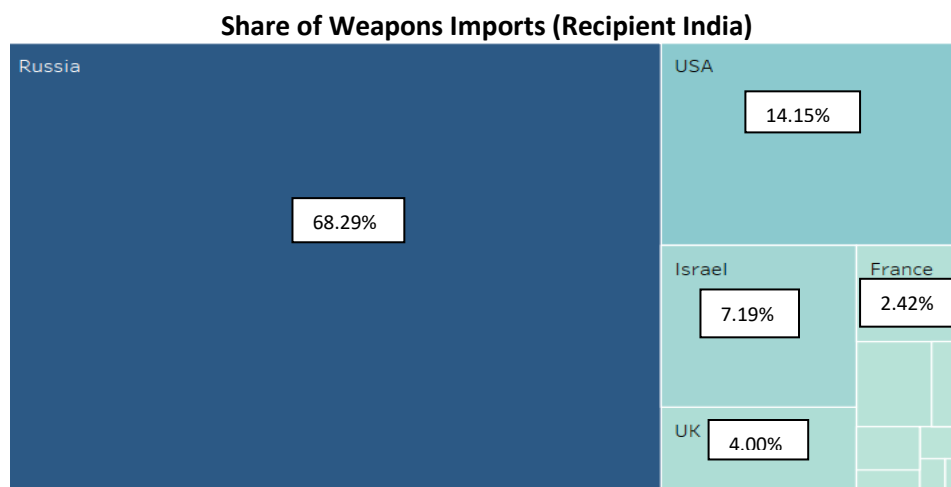 Share of Weapons Imports (Recipient India)
Russia
68.29%
USA
14.15%
Israel
7.19%
France
2.42%
UK
4.00%